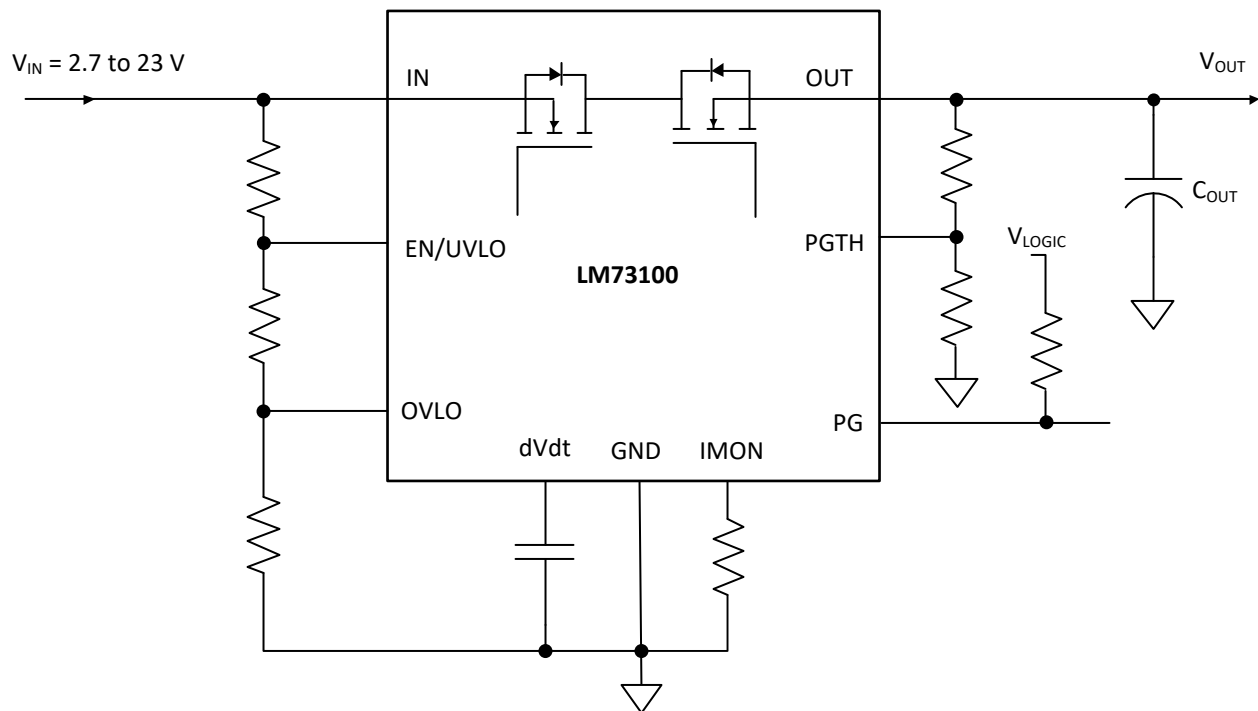 V_IN = 2.7 to 23 V
IN
OUT
V_OUT
C_OUT
EN/UVLO
PGTH
V_LOGIC
LM73100
OVLO
PG
dVdt
GND
IMON